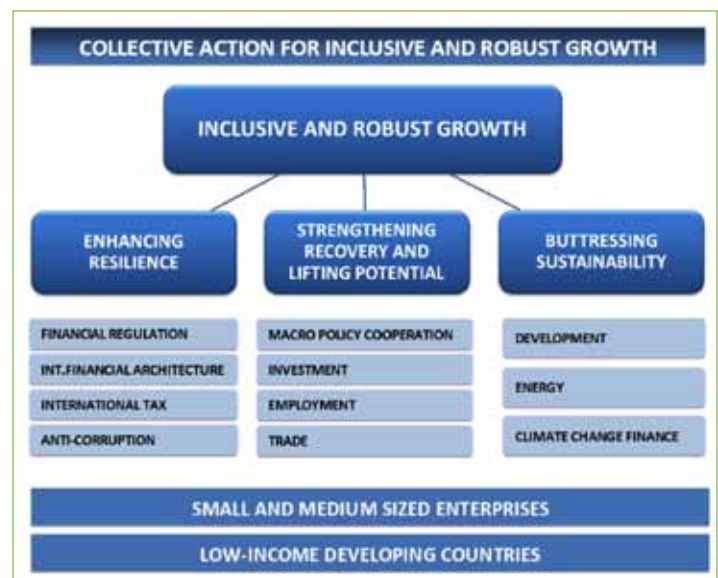 COLLECTIVE ACTION FOR INCLUSIVE AND ROBUST GROWTH
INCLUSIVE AND ROBUST GROWTH
ENHANCING
RESILIENCE
STRENGTHENING
RECOVERY AND
LIFTING POTENTIAL
BUTTRESSING
SUSTAINABILITY
FINANCIAL REGULATION
INT.FINANCIAL ARCHITECTURE
INTERNATIONAL TAX
ANTI-CORRUPTION
MACRO POLICY COOPERATION
INVESTMENT
EMPLOYMENT
TRADE
DEVELOPMENT
ENERGY
CLIMATE CHANGE FINANCE
SMALL AND MEDIUM SIZED ENTERPRISES
LOW-INCOME DEVELOPING COUNTRIES